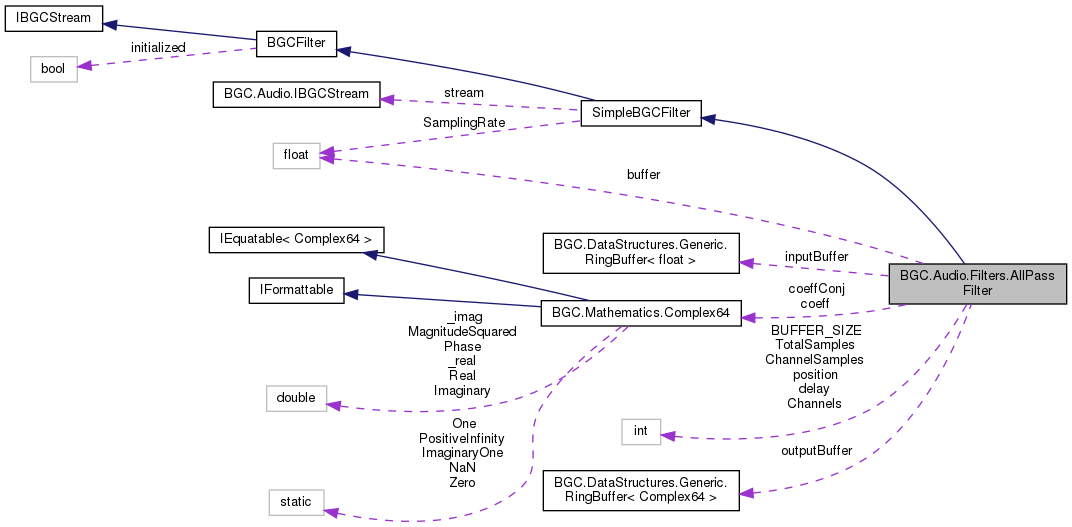 IBGCStream
initialized
BGCFilter
bool
BGC.Audio.IBGCStream
stream
SimpleBGCFilter
SamplingRate
float
buffer
IEquatable< Complex64 >
BGC.DataStructures.Generic.
RingBuffer< float >
inputBuffer
BGC.Audio.Filters.AllPass
Filter
IFormattable
coeffConj
coeff
BGC.Mathematics.Complex64
_imag
MagnitudeSquared
Phase
_real
Real
Imaginary
BUFFER_SIZE
TotalSamples
ChannelSamples
position
delay
Channels
double
One
PositiveInfinity
ImaginaryOne
NaN
Zero
int
outputBuffer
BGC.DataStructures.Generic.
RingBuffer< Complex64 >
static